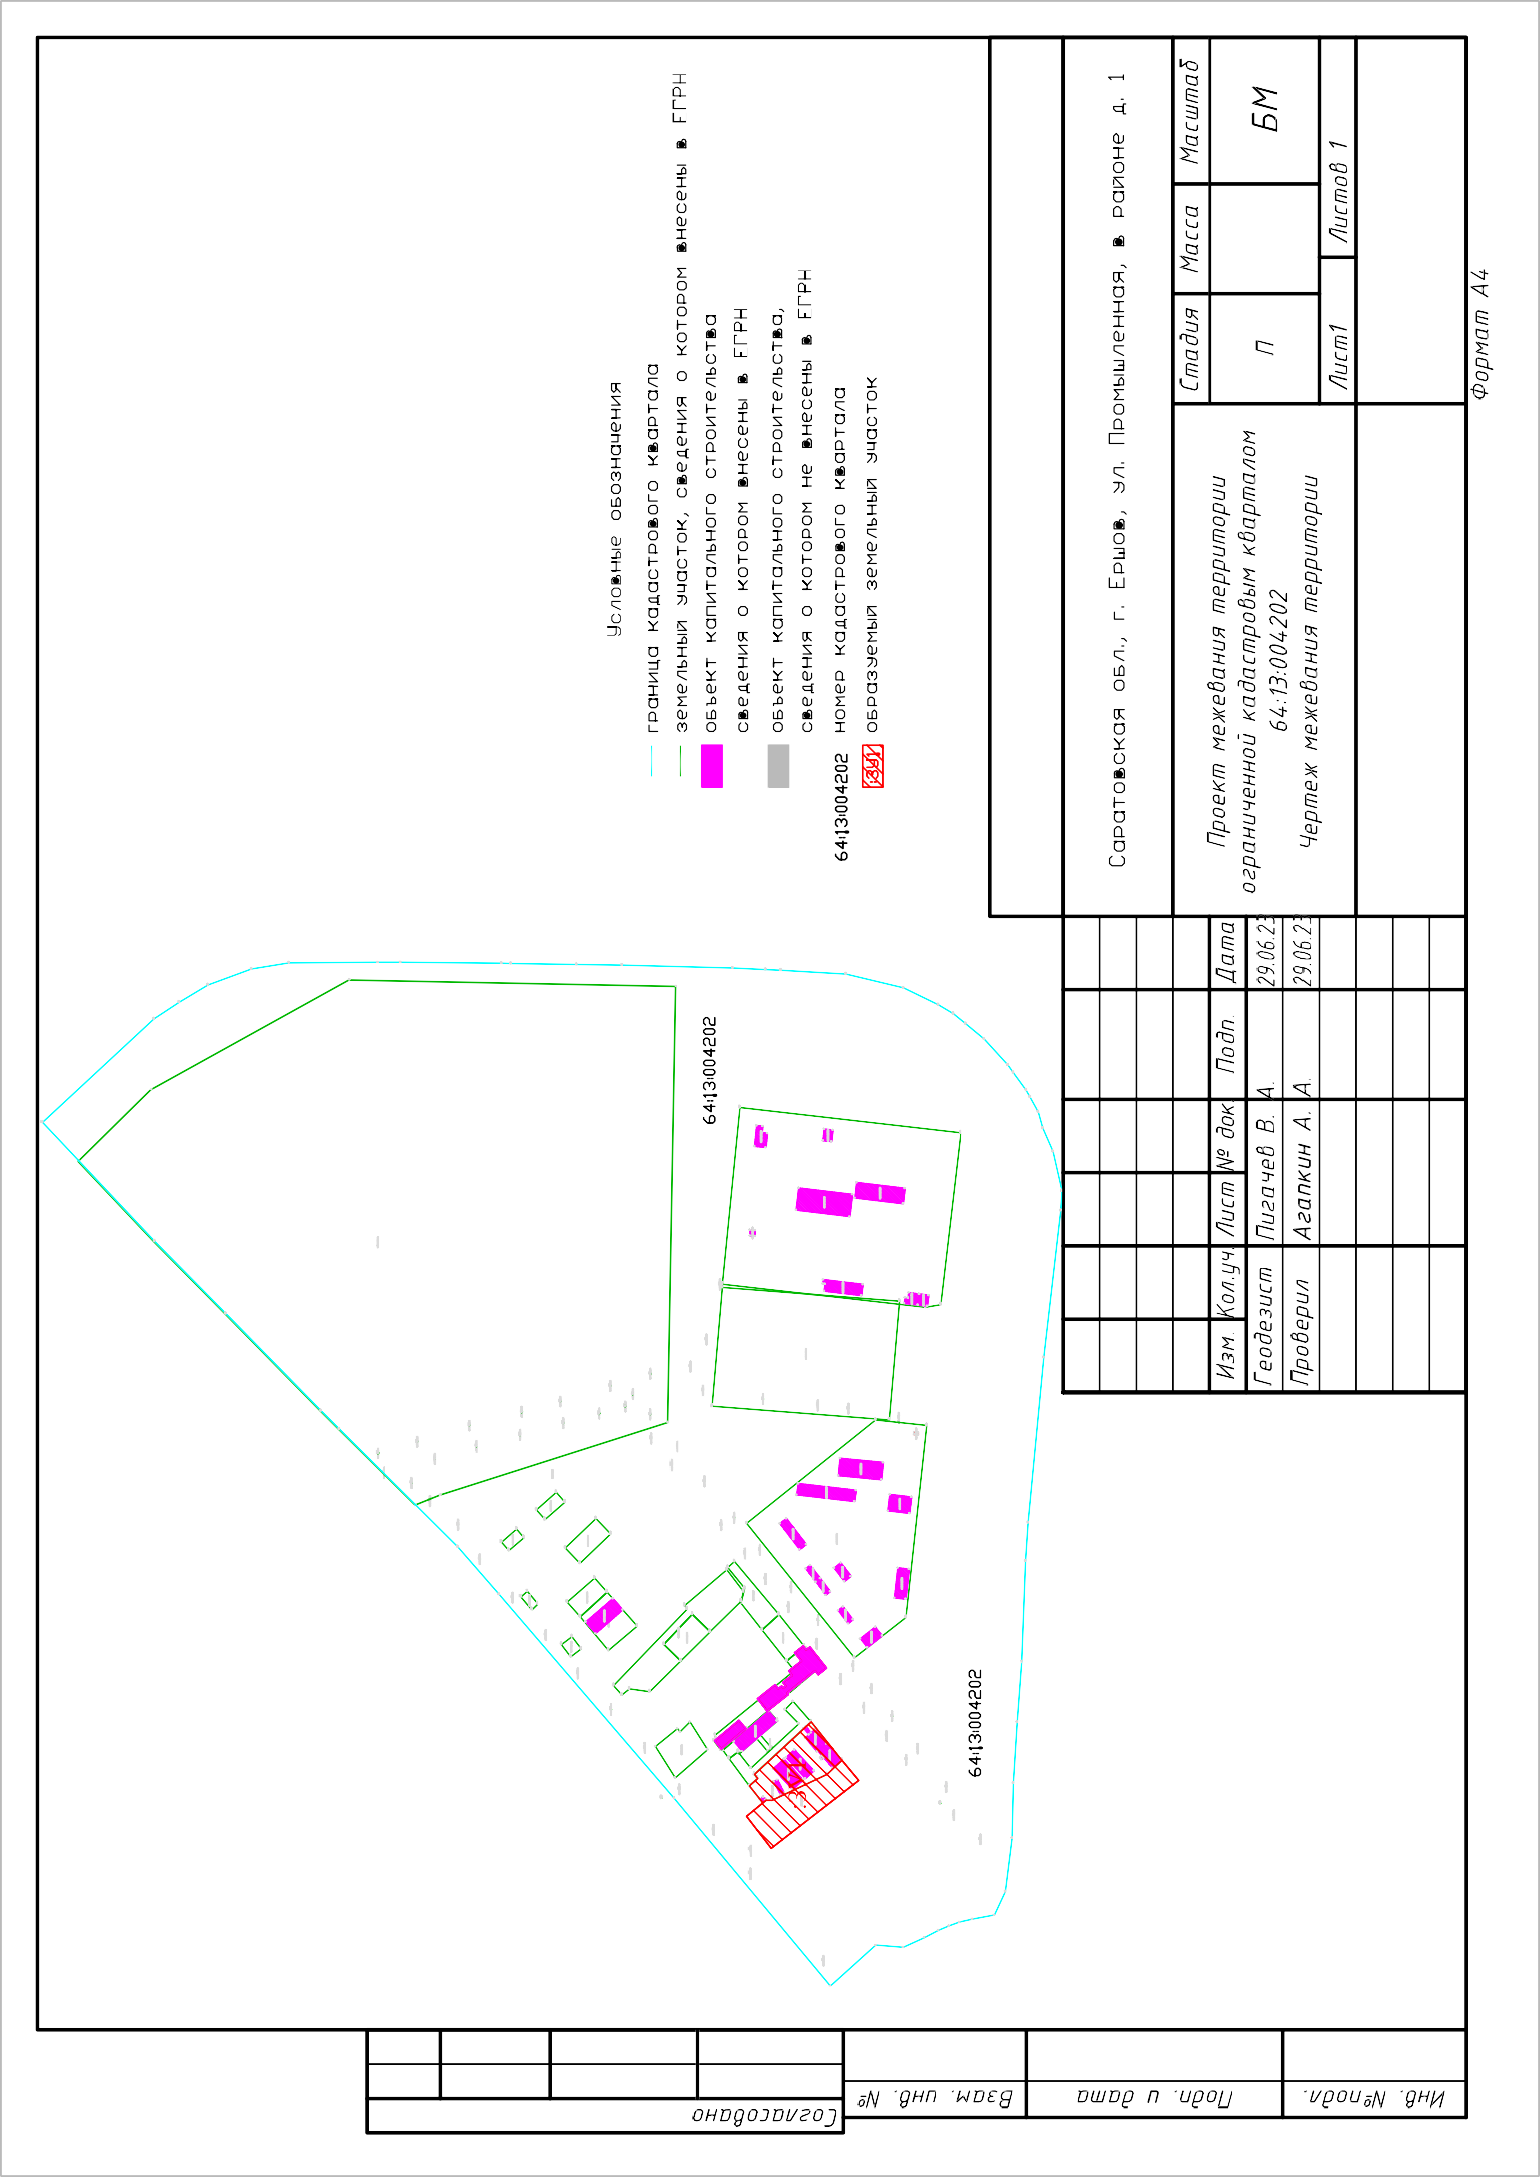 Условные обозначения
граница кадастрового квартала
земельный участок, сведения о котором внесены в ЕГРН
объект капитального строительства
сведения о котором внесены в ЕГРН
объект капитального строительства,
сведения о котором не внесены в ЕГРН
64:13:004202 номер кадастрового квартала
:ЗУ1 образуемый земельный участок
64:13:004202
64:13:004202
Саратовская обл., г. Ершов, ул. Промышленная, в районе д. 1
Изм. Кол.уч. Лист № док. Подп. Дата
Геодезист Пигачев В. А. 29.06.23
Проверил Агапкин А. А. 29.06.23
Проект межевания территории
ограниченной кадастровым кварталом
64:13:004202
Чертеж межевания территории
Стадия Масса Масштаб
П БМ
Лист1 Листов 1
Формат А4
Согласовано
Взам. инв. №
Подп. и дата
Инв. №подл.